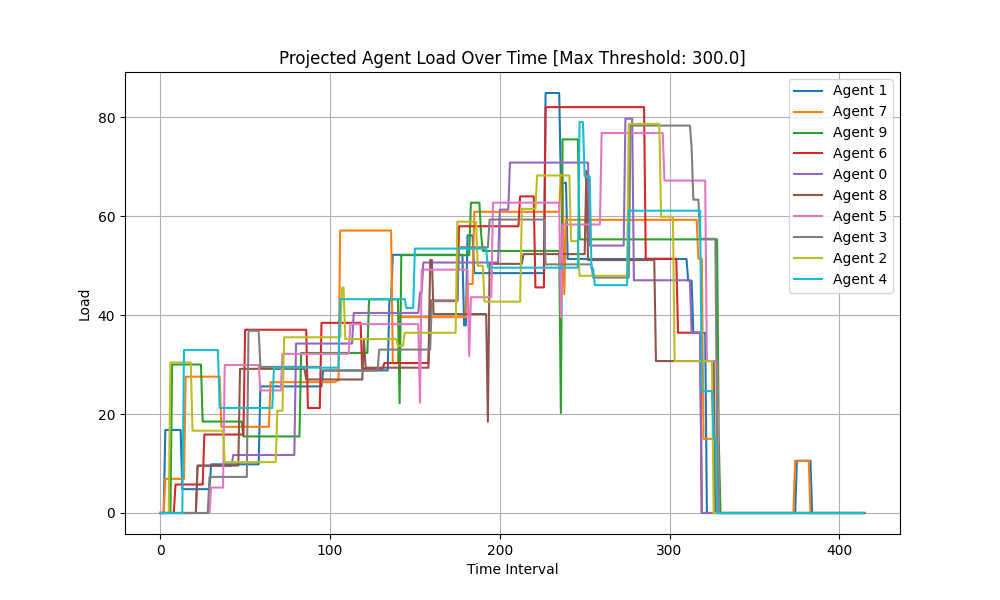 Projected Agent Load Over Time [Max Threshold: 300.0]
Agent 1
Agent 7
Agent 9
Agent 6
Agent 0
Agent 8
Agent 5
Agent 3
Agent 2
Agent 4
80
60
40
20
0
Load
0 100 200 300 400
Time Interval